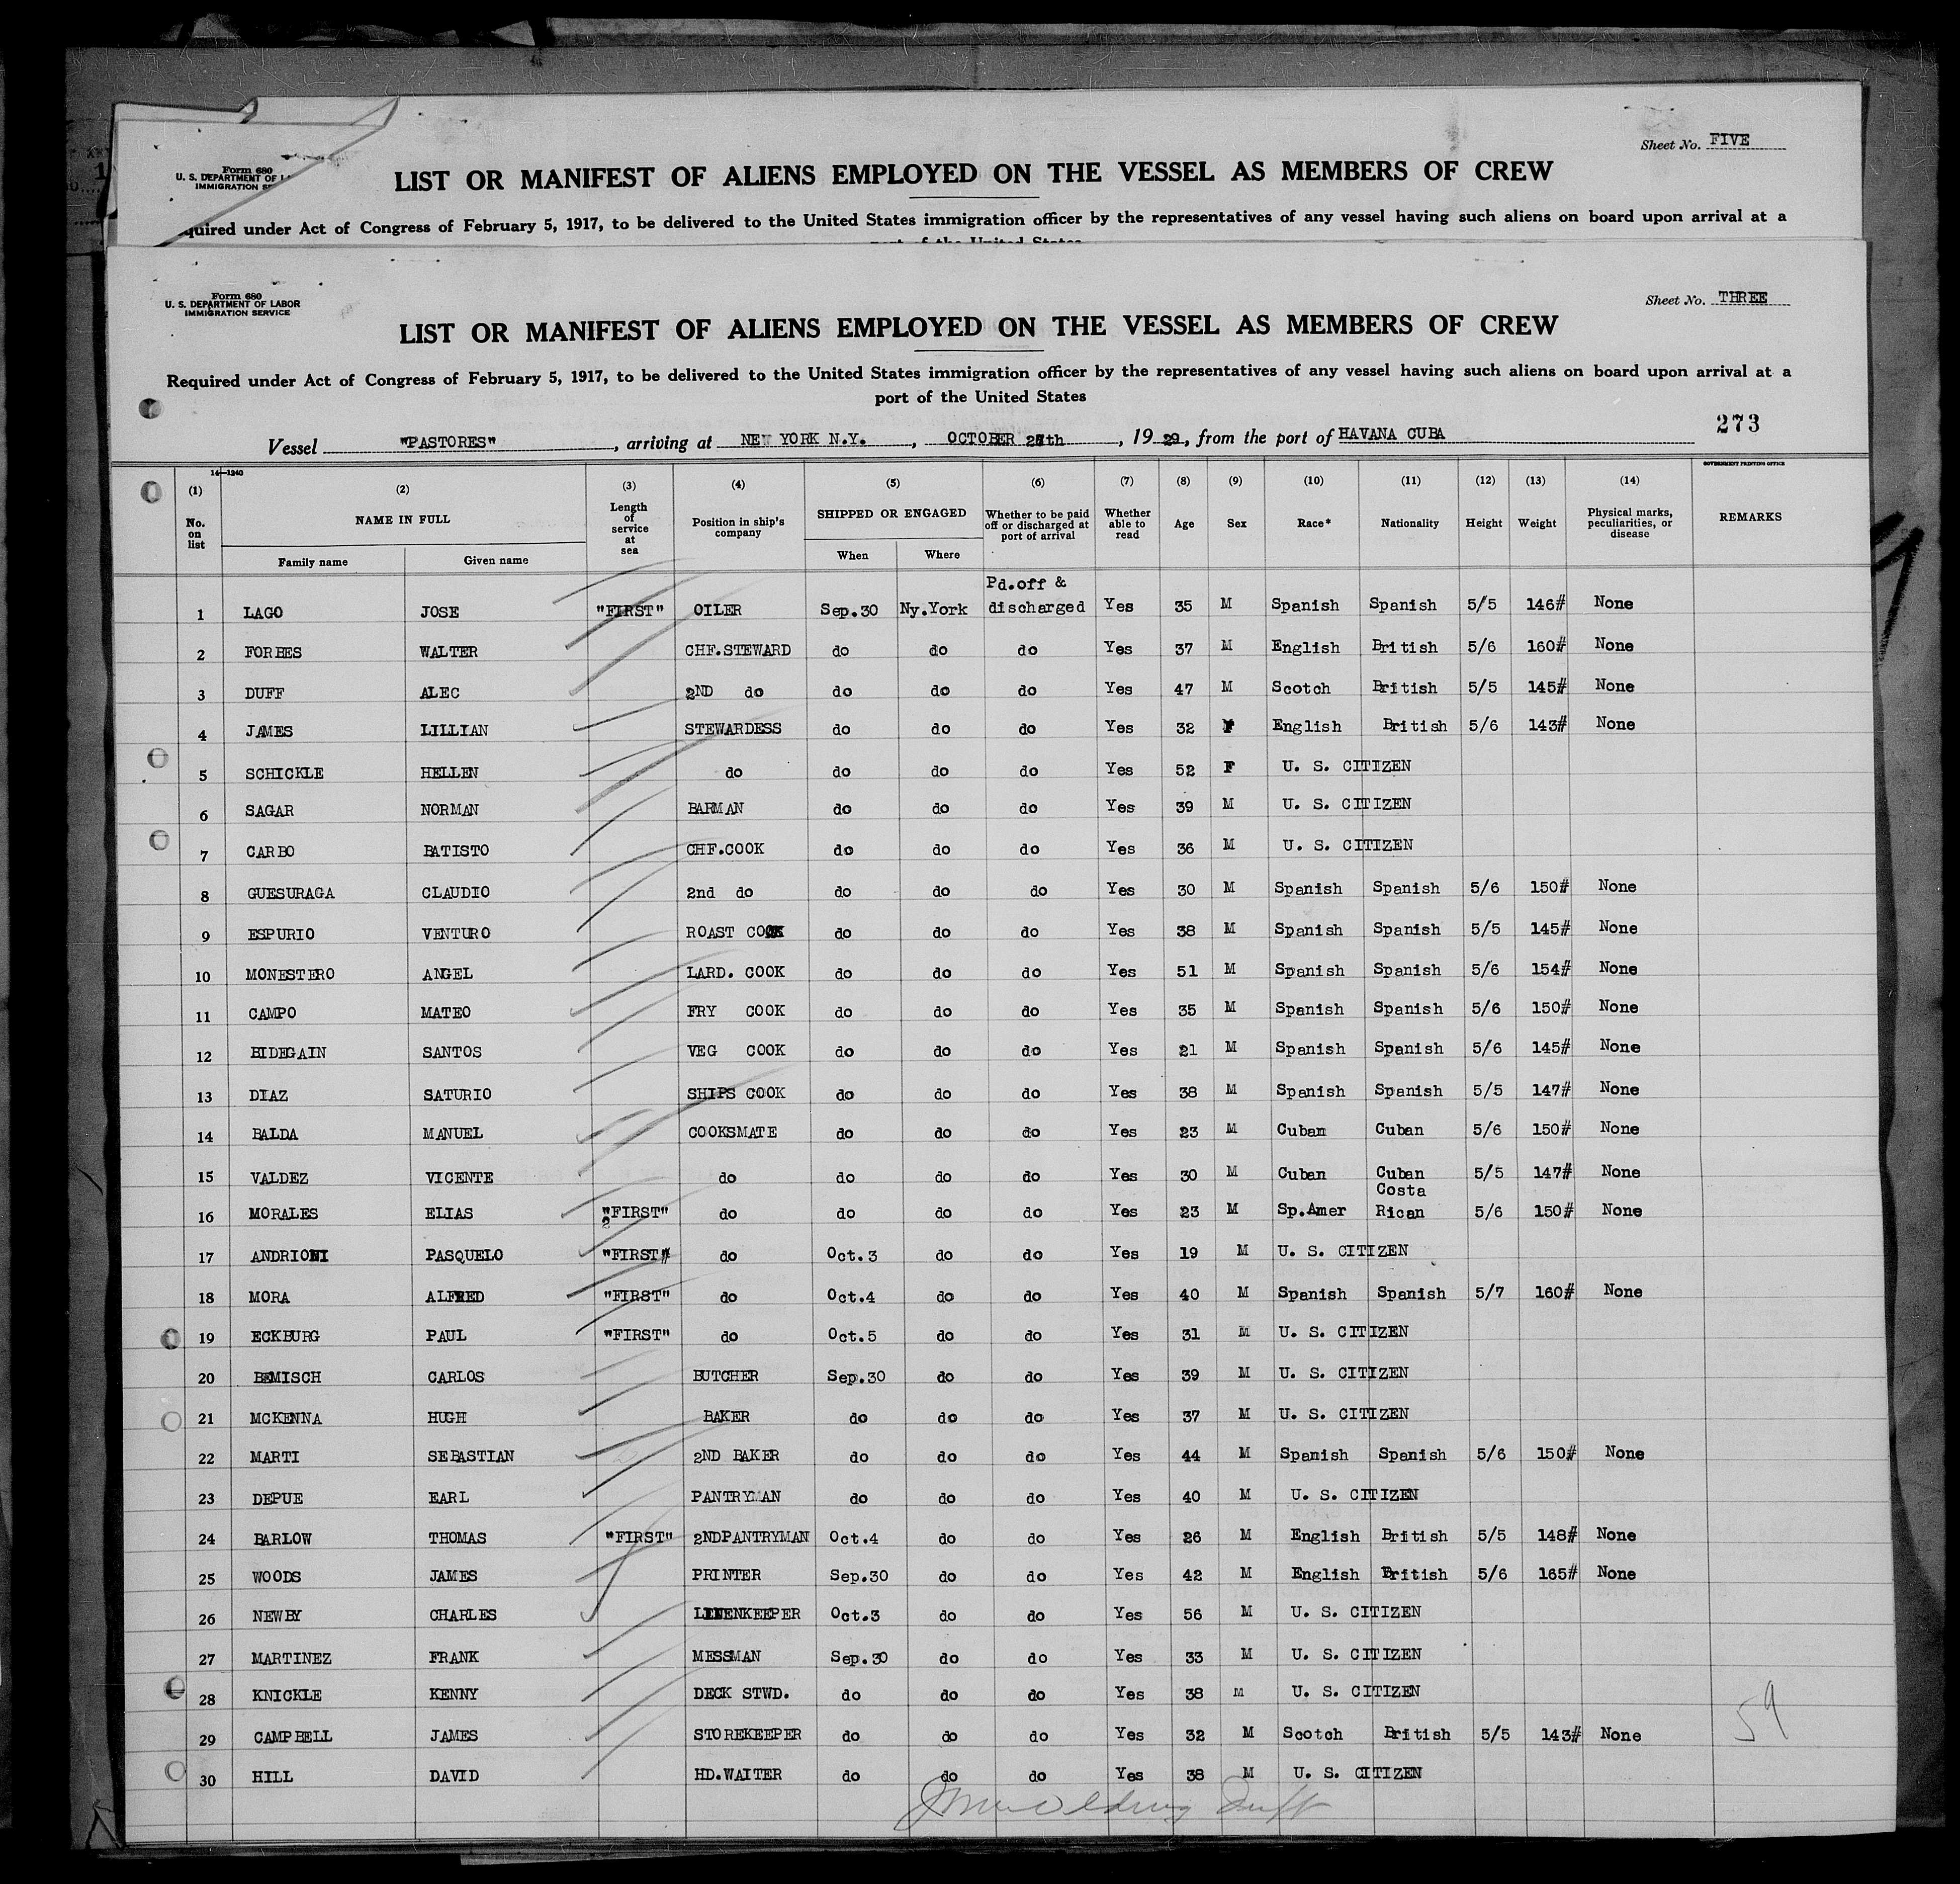 Sheet No. FIVE
Form 680
U. S. DEPARTMENT OF
IMMIGRATION
LIST OR MANIFEST OF ALIENS EMPLOYED ON THE VESSEL AS MEMBERS OF CREW
quired under Act of Congress of February 5, 1917, to be delivered to the United States immigration officer by the representatives of any vessel having such aliens on board upon arrival at a
port of the United States
Form 680
U. S. DEPARTMENT OF LABOR
IMMIGRATION SERVICE
Sheet No. THREE
LIST OR MANIFEST OF ALIENS EMPLOYED ON THE VESSEL AS MEMBERS OF CREW
Required under Act of Congress of February 5, 1917, to be delivered to the United States immigration officer by the representatives of any vessel having such aliens on board upon arrival at a
port of the United States
273
Vessel "PASTORES", arriving at NEW YORK N.Y., OCTOBER 27th, 1929, from the port of HAVANA CUBA
14-1240 GOVERNMENT PRINTING OFFICE
(1) (2) (3) (4) (5) (6) (7) (8) (9) (10) (11) (12) (13) (14)
No. on list NAME IN FULL Length of service at sea Position in ship's company SHIPPED OR ENGAGED Whether to be paid off or discharged at port of arrival Whether able to read Age Sex Race* Nationality Height Weight Physical marks, peculiarities, or disease REMARKS
Family name Given name When Where
Pd.off &
1 LAGO JOSE "FIRST" OILER Sep.30 Ny.York discharged Yes 35 M Spanish Spanish 5/5 146# None
2 FORBES WALTER CHF.STEWARD do do do Yes 37 M English British 5/6 160# None
3 DUFF ALEC 2ND do do do do Yes 47 M Scotch British 5/5 145# None
4 JAMES LILLIAN STEWARDESS do do do Yes 32 F English British 5/6 143# None
5 SCHICKLE HELLEN do do do do Yes 52 F U. S. CITIZEN
6 SAGAR NORMAN BARMAN do do do Yes 39 M U. S. CITIZEN
7 CARBO BATISTO CHF.COOK do do do Yes 36 M U. S. CITIZEN
8 GUESURAGA CLAUDIO 2nd do do do do Yes 30 M Spanish Spanish 5/6 150# None
9 ESPURIO VENTURO ROAST COOK do do do Yes 38 M Spanish Spanish 5/5 145# None
10 MONESTERO ANGEL LARD. COOK do do do Yes 51 M Spanish Spanish 5/6 154# None
11 CAMPO MATEO FRY COOK do do do Yes 35 M Spanish Spanish 5/6 150# None
12 BIDEGAIN SANTOS VEG COOK do do do Yes 21 M Spanish Spanish 5/6 145# None
13 DIAZ SATURIO SHIPS COOK do do do Yes 38 M Spanish Spanish 5/5 147# None
14 BALDA MANUEL COOKSMATE do do do Yes 23 M Cuban Cuban 5/6 150# None
15 VALDEZ VICENTE do do do do Yes 30 M Cuban Cuban 5/5 147# None
Costa
16 MORALES ELIAS "FIRST" do do do do Yes 23 M Sp.Amer Rican 5/6 150# None
2
17 ANDRIONI PASQUELO "FIRST# do Oct.3 do do Yes 19 M U. S. CITIZEN
18 MORA ALFRED "FIRST" do Oct.4 do do Yes 40 M Spanish Spanish 5/7 160# None
19 ECKBURG PAUL "FIRST" do Oct.5 do do Yes 31 M U. S. CITIZEN
20 BEMISCH CARLOS BUTCHER Sep.30 do do Yes 39 M U. S. CITIZEN
21 MCKENNA HUGH BAKER do do do Yes 37 M U. S. CITIZEN
22 MARTI SEBASTIAN 2ND BAKER do do do Yes 44 M Spanish Spanish 5/6 150# None
23 DEPUE EARL PANTRYMAN do do do Yes 40 M U. S. CITIZEN
24 BARLOW THOMAS "FIRST" 2NDPANTRYMAN Oct.4 do do Yes 26 M English British 5/5 148# None
25 WOODS JAMES PRINTER Sep.30 do do Yes 42 M English British 5/6 165# None
26 NEWBY CHARLES LINENKEEPER Oct.3 do do Yes 56 M U. S. CITIZEN
27 MARTINEZ FRANK MESSMAN Sep.30 do do Yes 33 M U. S. CITIZEN
28 KNICKLE KENNY DECK STWD. do do do Yes 38 M U. S. CITIZEN
29 CAMPBELL JAMES STOREKEEPER do do do Yes 32 M Scotch British 5/5 143# None
59
30 HILL DAVID HD.WAITER do do do Yes 38 M U. S. CITIZEN